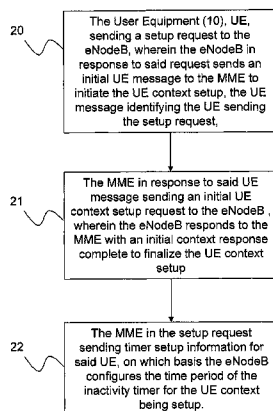 20
The User Equipment (10), UE,
sending a setup request to the
eNodeB, wherein the eNodeB in
response to said request sends an
initial UE message to the MME to
initiate the UE context setup, the UE
message identifying the UE sending
the setup request,
21
The MME in response to said UE
message sending an initial UE
context setup request to the eNodeB ,
wherein the eNodeB responds to the
MME with an initial context response
complete to finalize the UE context
setup
22
The MME in the setup request
sending timer setup information for
said UE, on which basis the eNodeB
configures the time period of the
inactivity timer for the UE context
being setup.